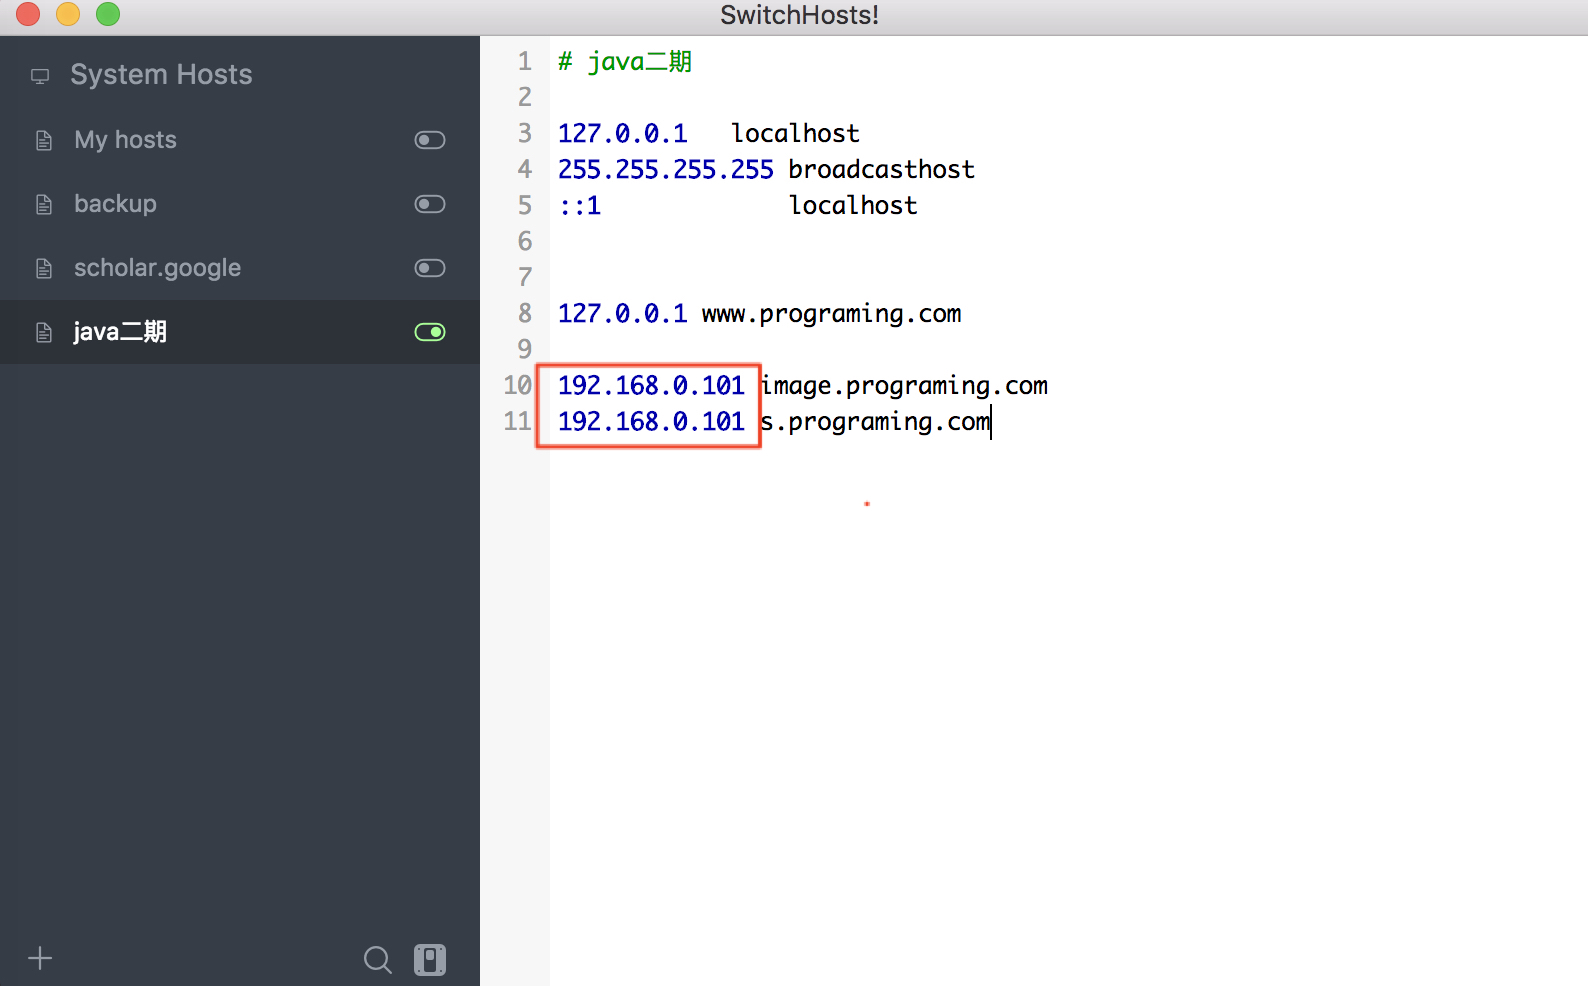 SwitchHosts!
System Hosts
My hosts
backup
scholar.google
java二期
1 # java二期
2
3 127.0.0.1   localhost
4 255.255.255.255 broadcasthost
5 ::1             localhost
6
7
8 127.0.0.1 www.programing.com
9
10 192.168.0.101 image.programing.com
11 192.168.0.101 s.programing.com